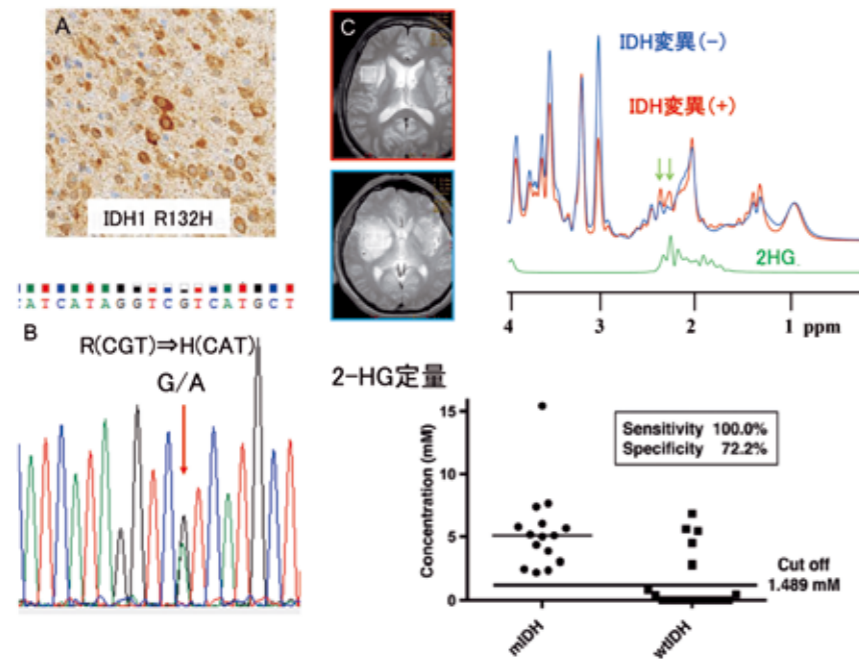 A
IDH1 R132H
ATCATAGGTCGTCATGCT
B
R(CGT)⇒H(CAT)
G/A
C
IDH変異(-)
IDH変異(+)
2HG
4 3 2 1 ppm
2-HG定量
Concentration (mM)
15
10
5
0
Sensitivity 100.0%
Specificity 72.2%
Cut off
1.489 mM
mIDH
wtIDH